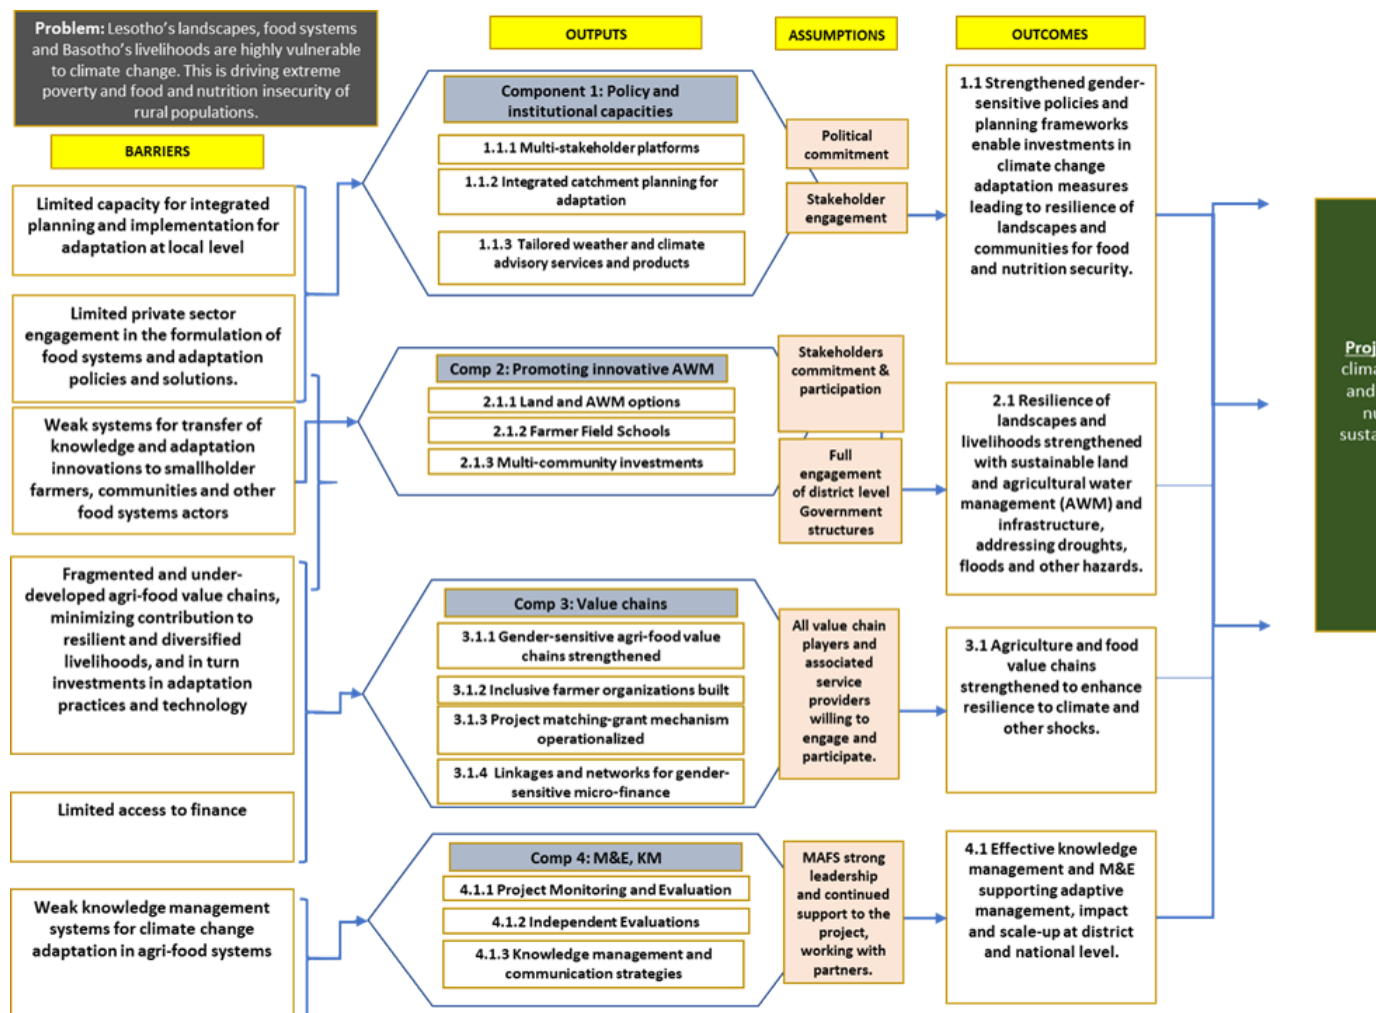 Problem: Lesotho's landscapes, food systems
and Basotho's livelihoods are highly vulnerable
to climate change. This is driving extreme
poverty and food and nutrition insecurity of
rural populations.
BARRIERS
Limited capacity for integrated
planning and implementation for
adaptation at local level
Limited private sector
engagement in the formulation of
food systems and adaptation
policies and solutions.
Weak systems for transfer of
knowledge and adaptation
innovations to smallholder
farmers, communities and other
food systems actors
Fragmented and under-
developed agri-food value chains,
minimizing contribution to
resilient and diversified
livelihoods, and in turn
investments in adaptation
practices and technology
Limited access to finance
Weak knowledge management
systems for climate change
adaptation in agri-food systems
OUTPUTS
Component 1: Policy and
institutional capacities
1.1.1 Multi-stakeholder platforms
1.1.2 Integrated catchment planning for
adaptation
1.1.3 Tailored weather and climate
advisory services and products
Comp 2: Promoting innovative AWM
2.1.1 Land and AWM options
2.1.2 Farmer Field Schools
2.1.3 Multi-community investments
Comp 3: Value chains
3.1.1 Gender-sensitive agri-food value
chains strengthened
3.1.2 Inclusive farmer organizations built
3.1.3 Project matching-grant mechanism
operationalized
3.1.4 Linkages and networks for gender-
sensitive micro-finance
Comp 4: M&E, KM
4.1.1 Project Monitoring and Evaluation
4.1.2 Independent Evaluations
4.1.3 Knowledge management and
communication strategies
ASSUMPTIONS
Political
commitment
Stakeholder
engagement
Stakeholders
commitment &
participation
Full
engagement
of district level
Government
structures
All value chain
players and
associated
service
providers
willing to
engage and
participate.
MAFS strong
leadership
and continued
support to the
project,
working with
partners.
OUTCOMES
1.1 Strengthened gender-
sensitive policies and
planning frameworks
enable investments in
climate change
adaptation measures
leading to resilience of
landscapes and
communities for food
and nutrition security.
2.1 Resilience of
landscapes and
livelihoods strengthened
with sustainable land
and agricultural water
management (AWM) and
infrastructure,
addressing droughts,
floods and other hazards.
3.1 Agriculture and food
value chains
strengthened to enhance
resilience to climate and
other shocks.
4.1 Effective knowledge
management and M&E
supporting adaptive
management, impact
and scale-up at district
and national level.
Proj
clima
and
nu
susta